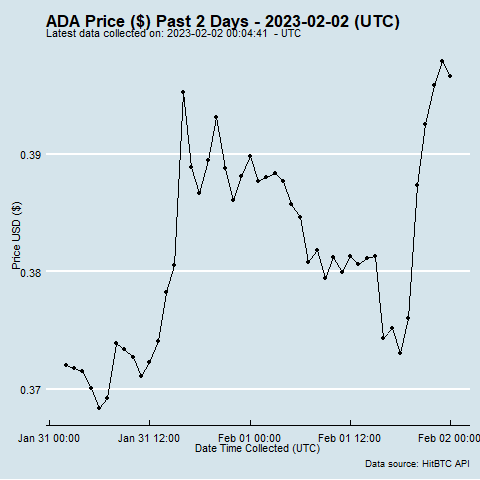 ADA Price ($) Past 2 Days - 2023-02-02 (UTC)
Latest data collected on: 2023-02-02 00:04:41 - UTC
0.39
0.38
0.37
Price USD ($)
Jan 31 00:00 Jan 31 12:00 Feb 01 00:00 Feb 01 12:00 Feb 02 00:00
Date Time Collected (UTC)
Data source: HitBTC API